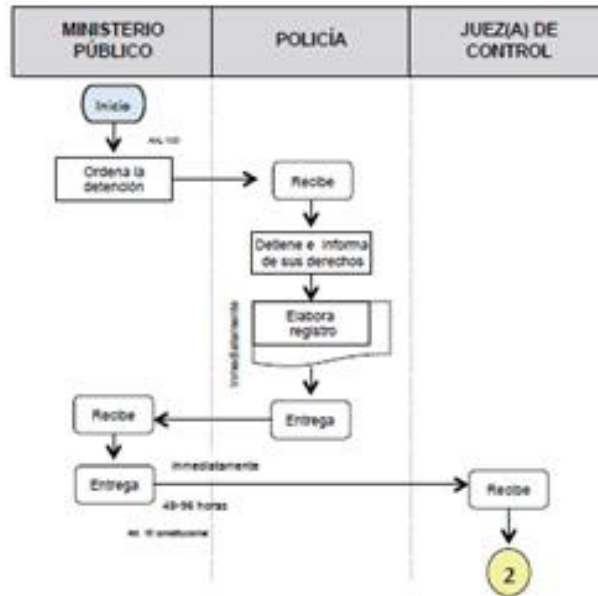 MINISTERIO
PÚBLICO
POLICÍA
JUEZ(A) DE
CONTROL
Inicio
Ordena la
detención
Recibe
Detiene e informa
de sus derechos
Inmediatamente
Elabora
registro
Entrega
Recibe
Entrega
inmediatamente
48-96 horas
constitucional
Recibe
2